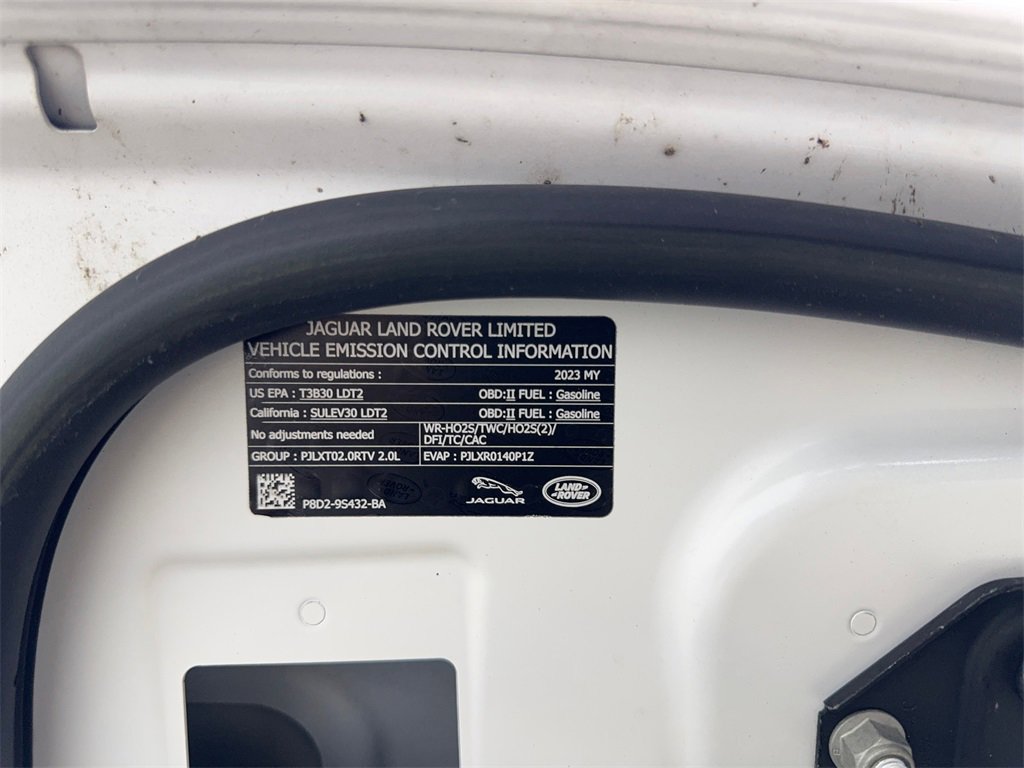 JAGUAR LAND ROVER LIMITED
VEHICLE EMISSION CONTROL INFORMATION
Conforms to regulations : 2023 MY
US EPA : T3B30 LDT2 OBD:II FUEL : Gasoline
California : SULEV30 LDT2 OBD:II FUEL : Gasoline
No adjustments needed WR-HO2S/TWC/HO2S(2)/
DFI/TC/CAC
GROUP : PJLXT02.0RTV 2.0L EVAP : PJLXR0140P1Z
P8D2-9S432-BA JAGUAR LAND ROVER